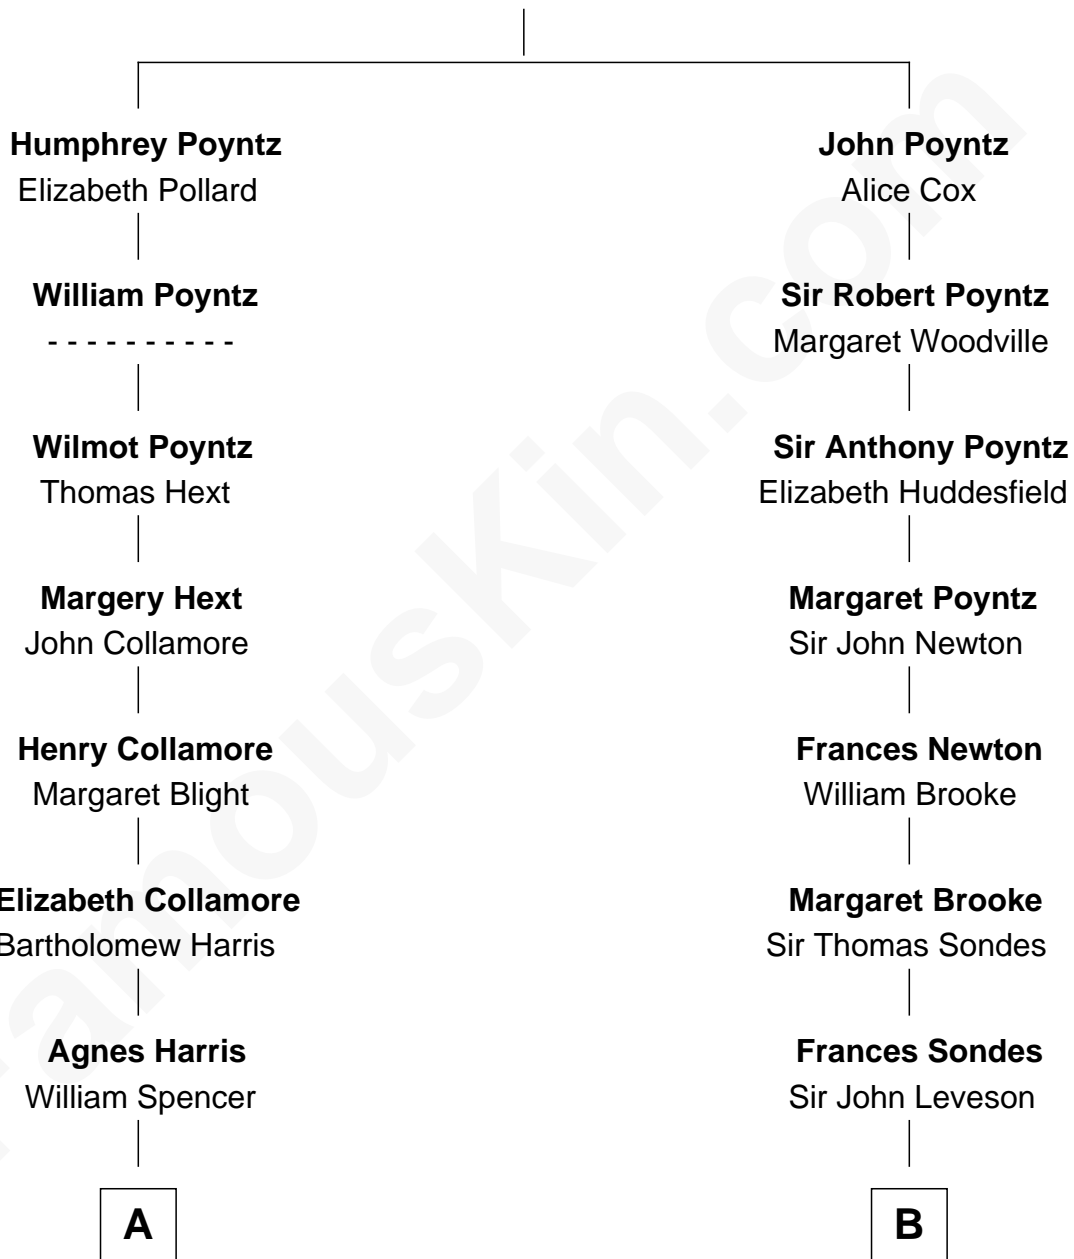 Humphrey Poyntz
Elizabeth Pollard
William Poyntz
- - - - - - - - - -
Wilmot Poyntz
Thomas Hext
Margery Hext
John Collamore
Henry Collamore
Margaret Blight
Elizabeth Collamore
Bartholomew Harris
Agnes Harris
William Spencer
A
John Poyntz
Alice Cox
Sir Robert Poyntz
Margaret Woodville
Sir Anthony Poyntz
Elizabeth Huddesfield
Margaret Poyntz
Sir John Newton
Frances Newton
William Brooke
Margaret Brooke
Sir Thomas Sondes
Frances Sondes
Sir John Leveson
B
FamousKin.com